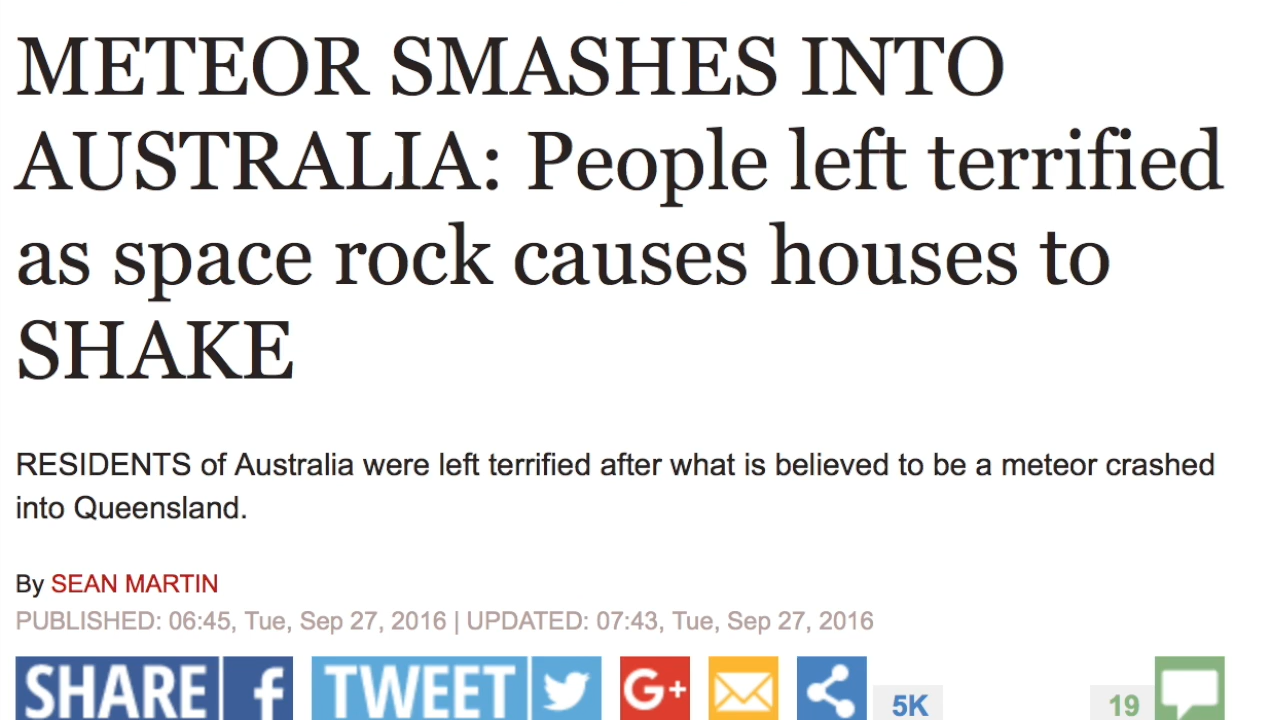 METEOR SMASHES INTO
AUSTRALIA: People left terrified
as space rock causes houses to
SHAKE
RESIDENTS of Australia were left terrified after what is believed to be a meteor crashed
into Queensland.
By SEAN MARTIN
PUBLISHED: 06:45, Tue, Sep 27, 2016 | UPDATED: 07:43, Tue, Sep 27, 2016
SHARE f TWEET G+ 5K 19